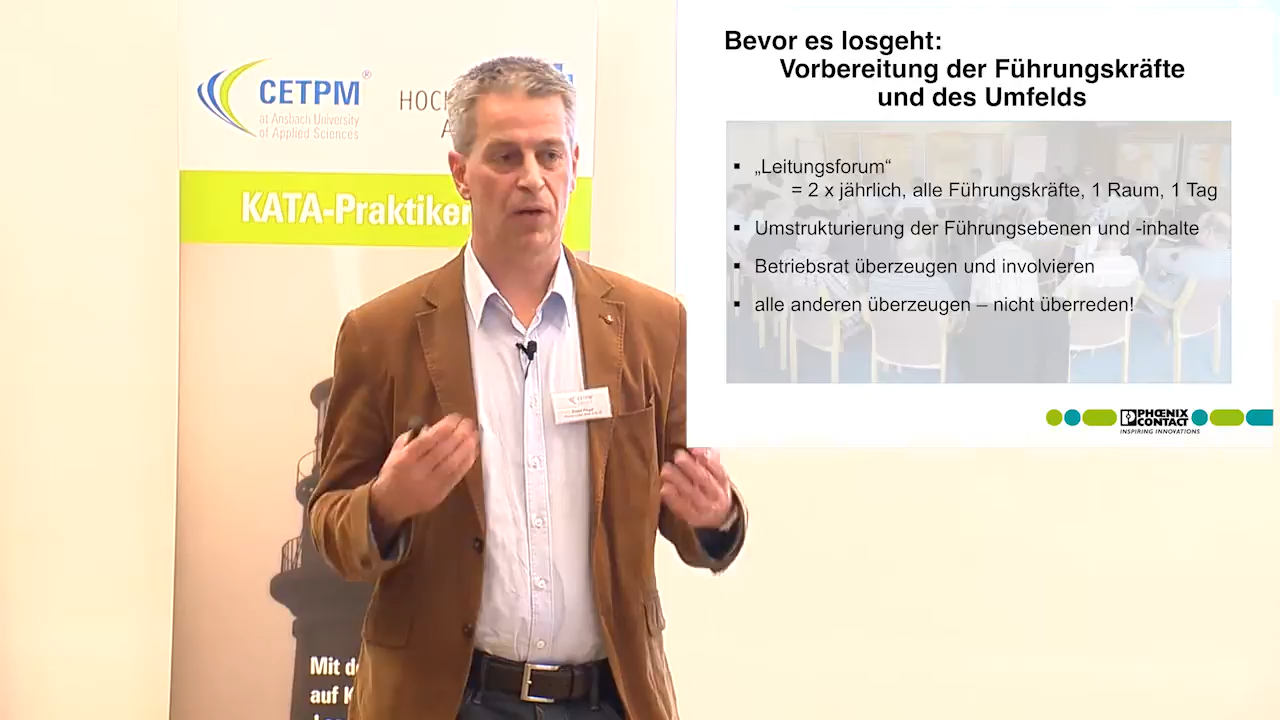 CETPM®
at Ansbach University
of Applied Sciences
HOCH
A
KATA-Praktiker
Mit d
auf K
CETPM
Bevor es losgeht:
Vorbereitung der Führungskräfte
und des Umfelds
▪ „Leitungsforum“
= 2 x jährlich, alle Führungskräfte, 1 Raum, 1 Tag
▪ Umstrukturierung der Führungsebenen und -inhalte
▪ Betriebsrat überzeugen und involvieren
▪ alle anderen überzeugen – nicht überreden!
PHŒNIX
CONTACT
INSPIRING INNOVATIONS